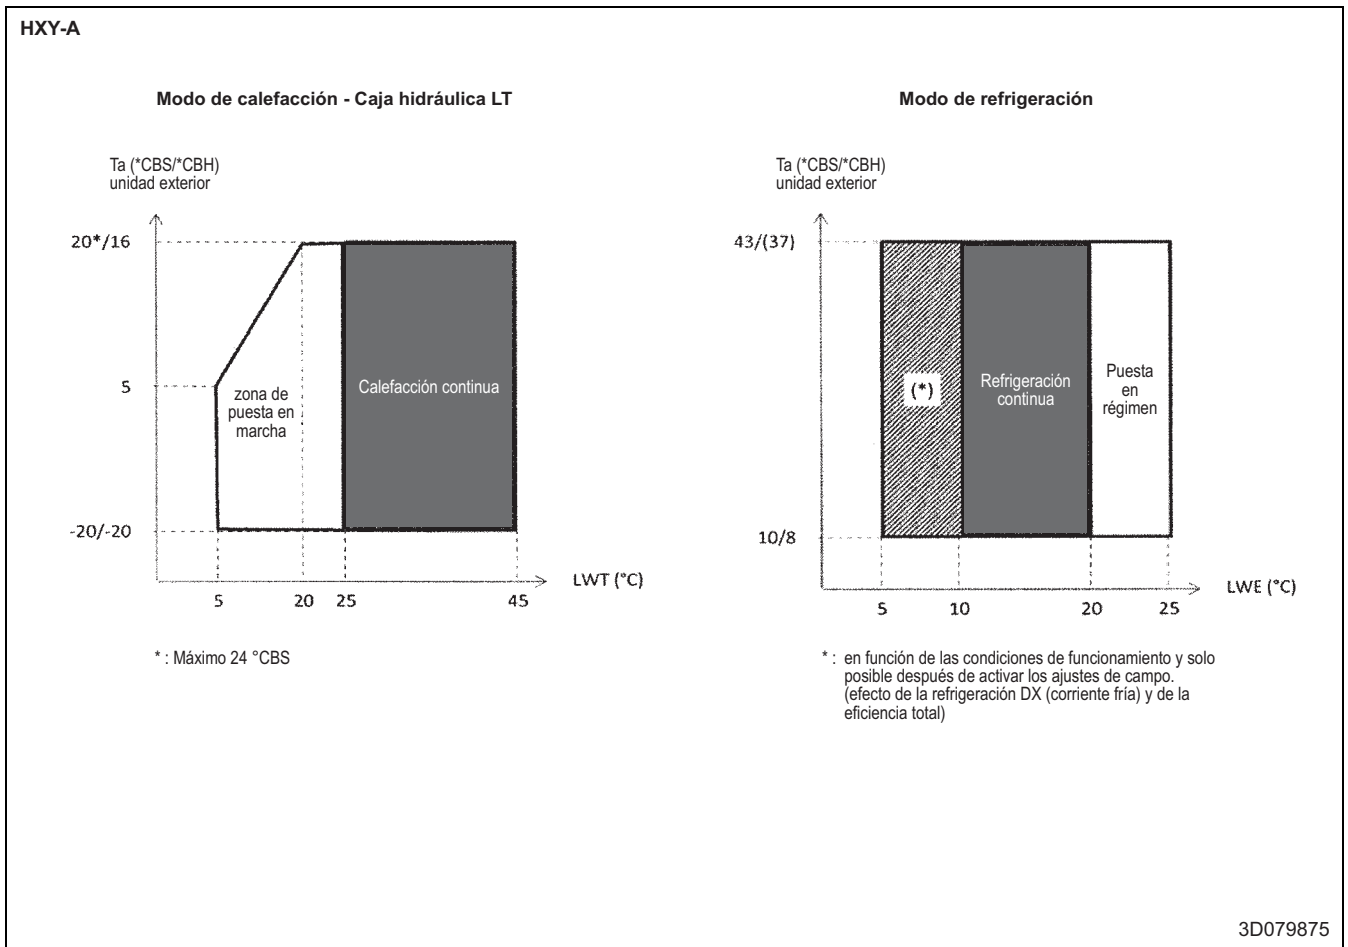 HXY-A
Modo de calefacción - Caja hidráulica LT
Ta (*CBS/*CBH)
unidad exterior
20*/16
5
-20/-20
zona de
puesta en
marcha
Calefacción continua
LWT (°C)
5 20 25 45
* : Máximo 24 °CBS
Modo de refrigeración
Ta (*CBS/*CBH)
unidad exterior
43/(37)
10/8
(*)
Refrigeración
continua
Puesta
en
régimen
LWE (°C)
5 10 20 25
* : en función de las condiciones de funcionamiento y solo
posible después de activar los ajustes de campo.
(efecto de la refrigeración DX (corriente fría) y de la
eficiencia total)
3D079875